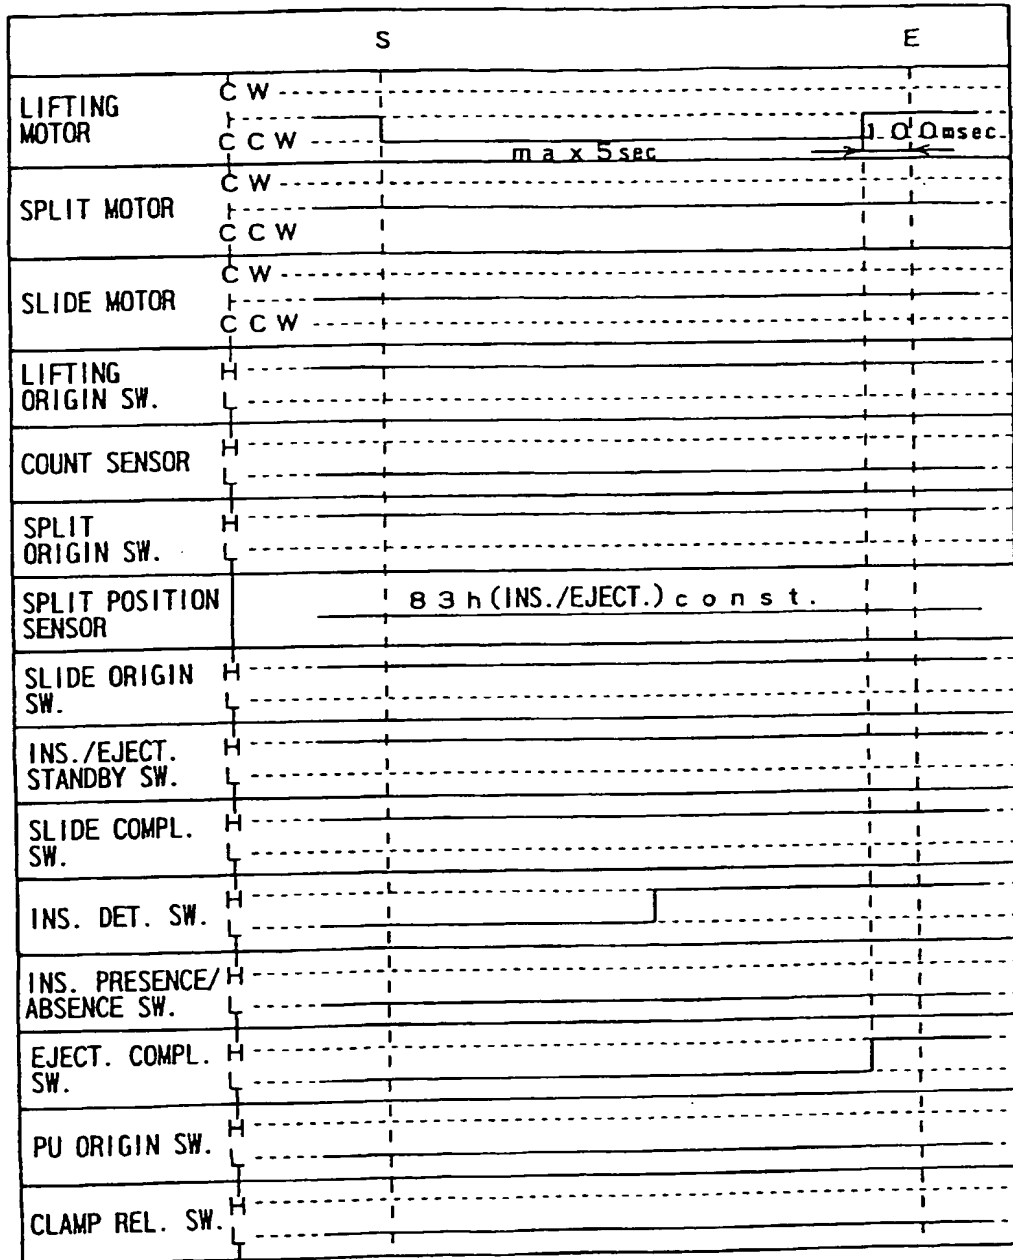 S E
LIFTING
MOTOR
CW
CCW
max 5sec
100msec
SPLIT MOTOR
CW
CCW
SLIDE MOTOR
CW
CCW
LIFTING
ORIGIN SW.
H
L
COUNT SENSOR
H
L
SPLIT
ORIGIN SW.
H
L
SPLIT POSITION
SENSOR
83h(INS./EJECT.)const.
SLIDE ORIGIN
SW.
H
L
INS./EJECT.
STANDBY SW.
H
L
SLIDE COMPL.
SW.
H
L
INS. DET. SW.
H
L
INS. PRESENCE/
ABSENCE SW.
H
L
EJECT. COMPL.
SW.
H
L
PU ORIGIN SW.
H
L
CLAMP REL. SW.
H
L